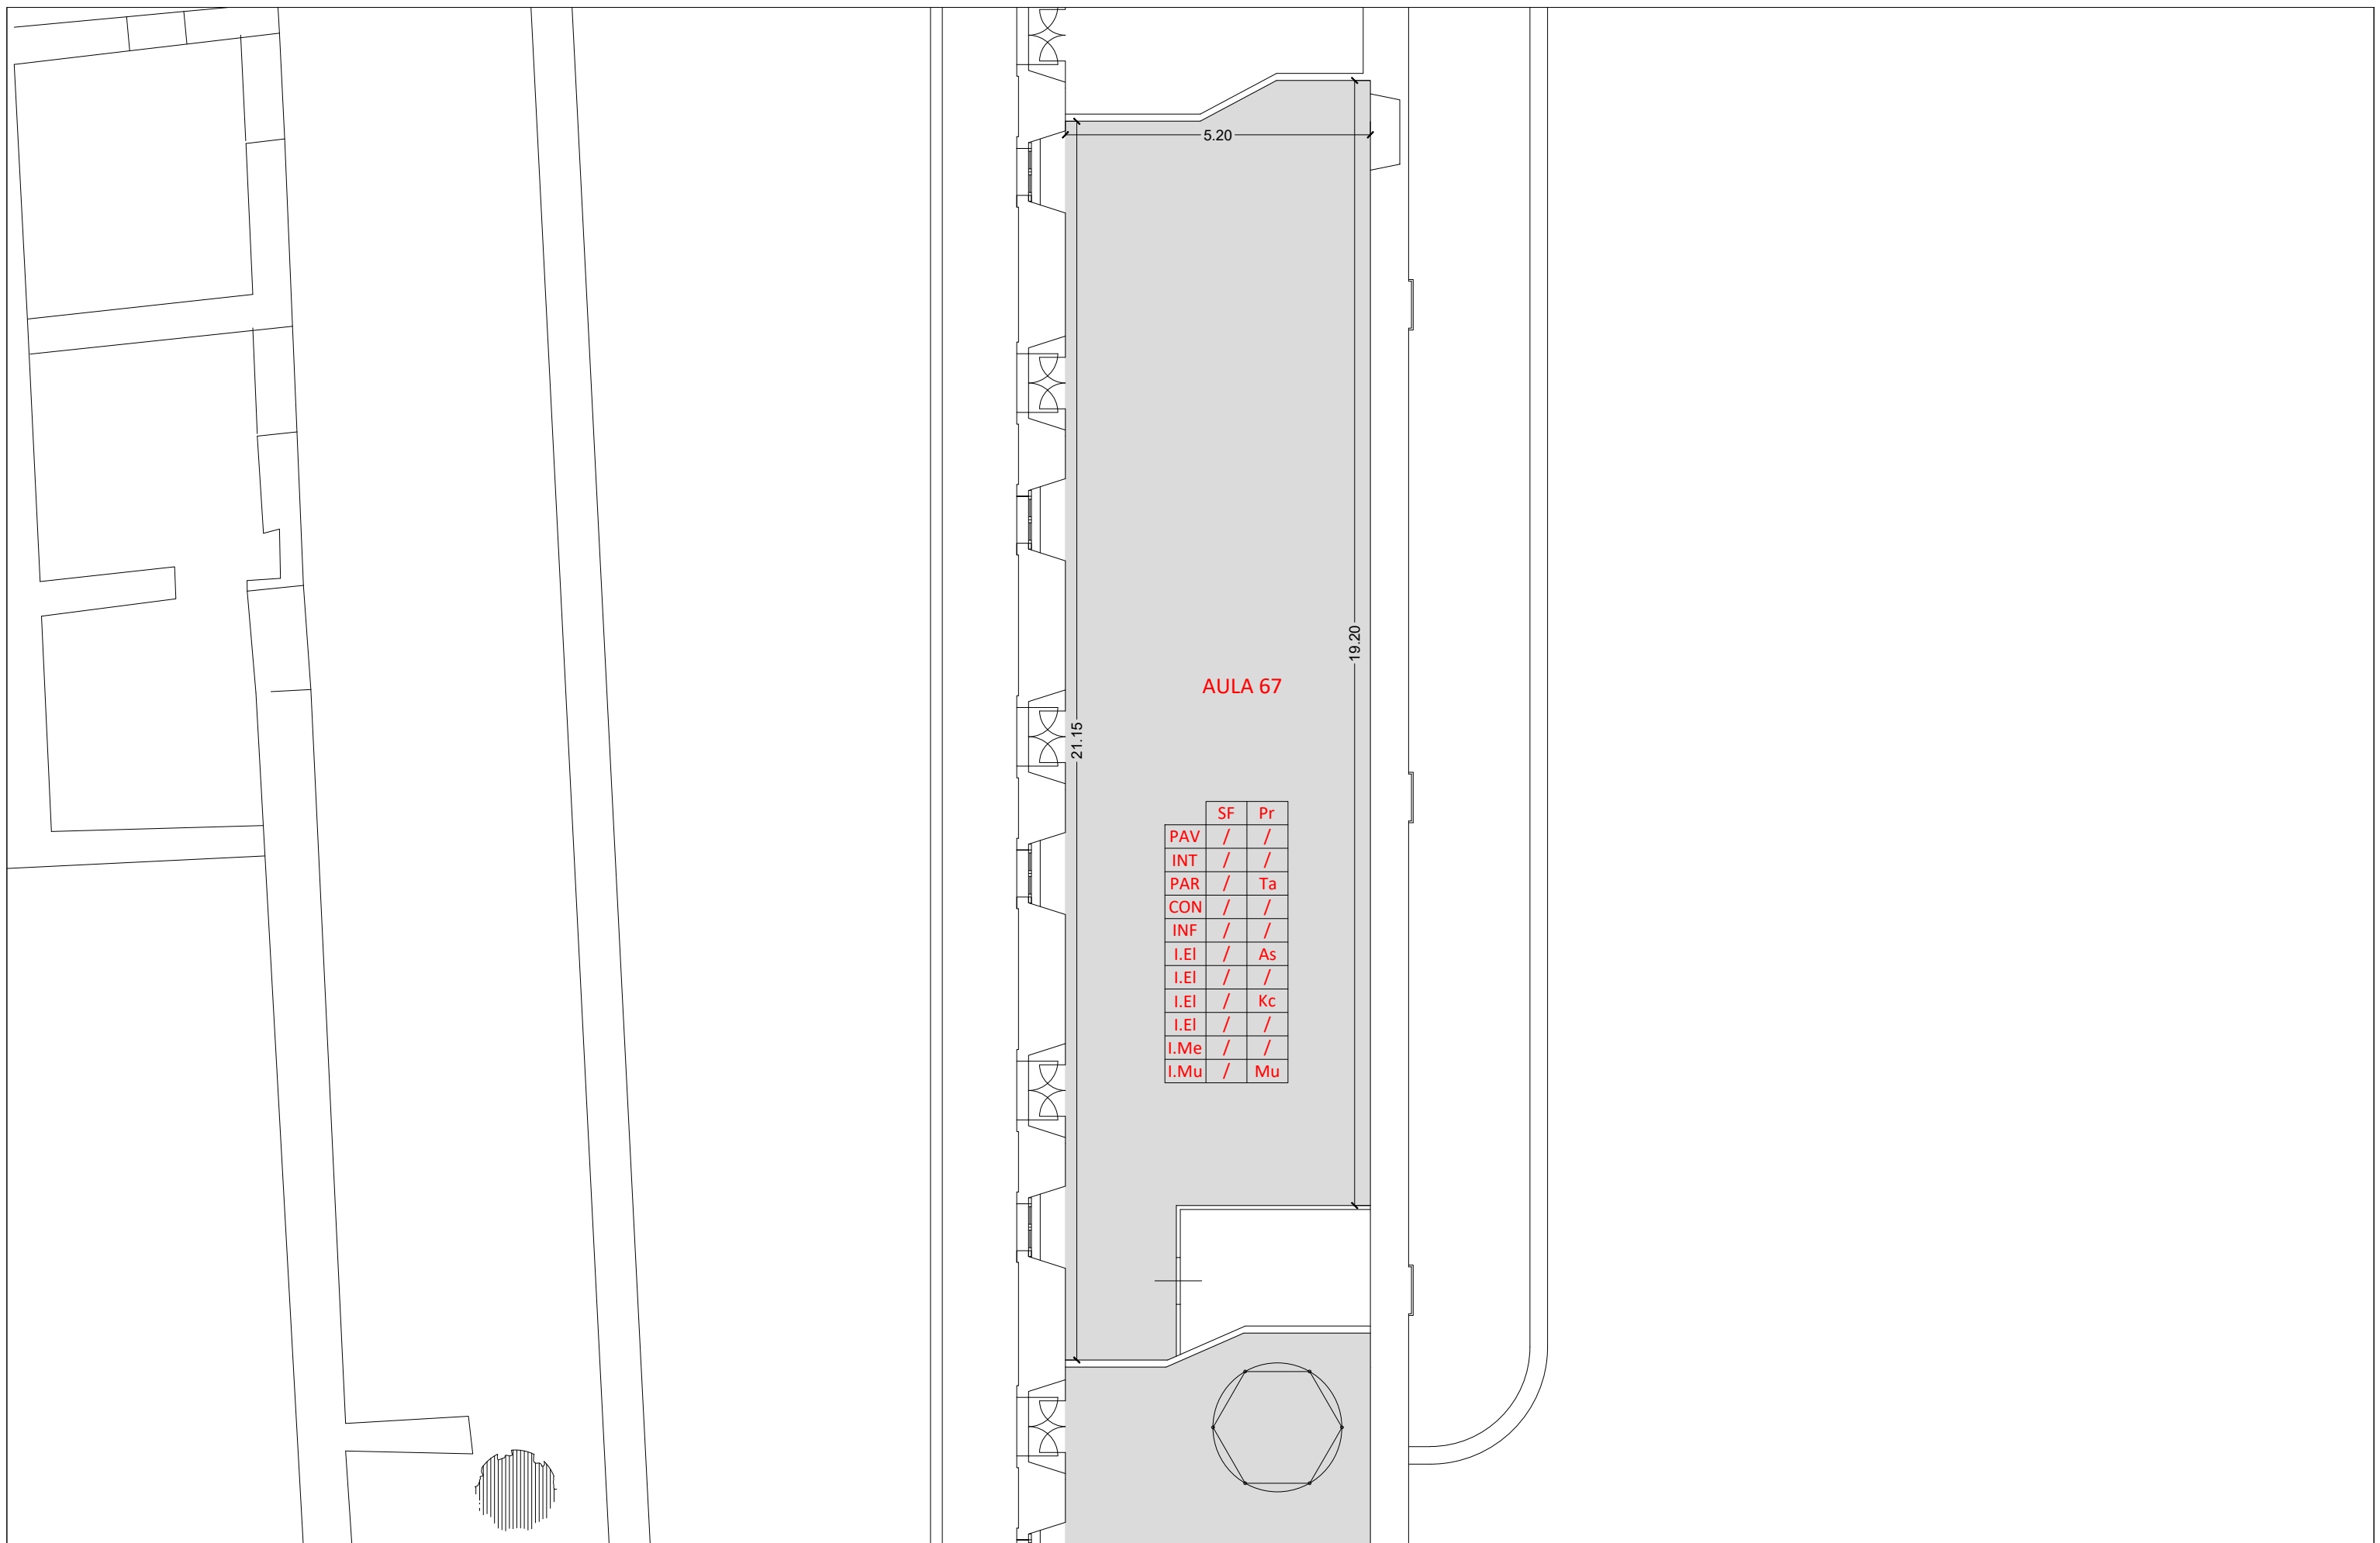 5.20
19.20
AULA 67
21.15
SF Pr
PAV / /
INT / /
PAR / Ta
CON / /
INF / /
I.El / As
I.El / /
I.El / Kc
I.El / /
I.Me / /
I.Mu / Mu